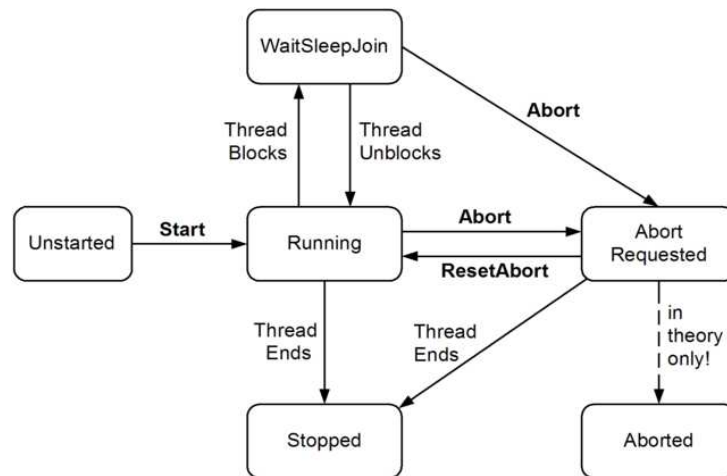 WaitSleepJoin
Abort
Thread
Blocks
Thread
Unblocks
Unstarted
Start
Running
Abort
ResetAbort
Abort
Requested
Thread
Ends
Thread
Ends
in
theory
only!
Stopped
Aborted